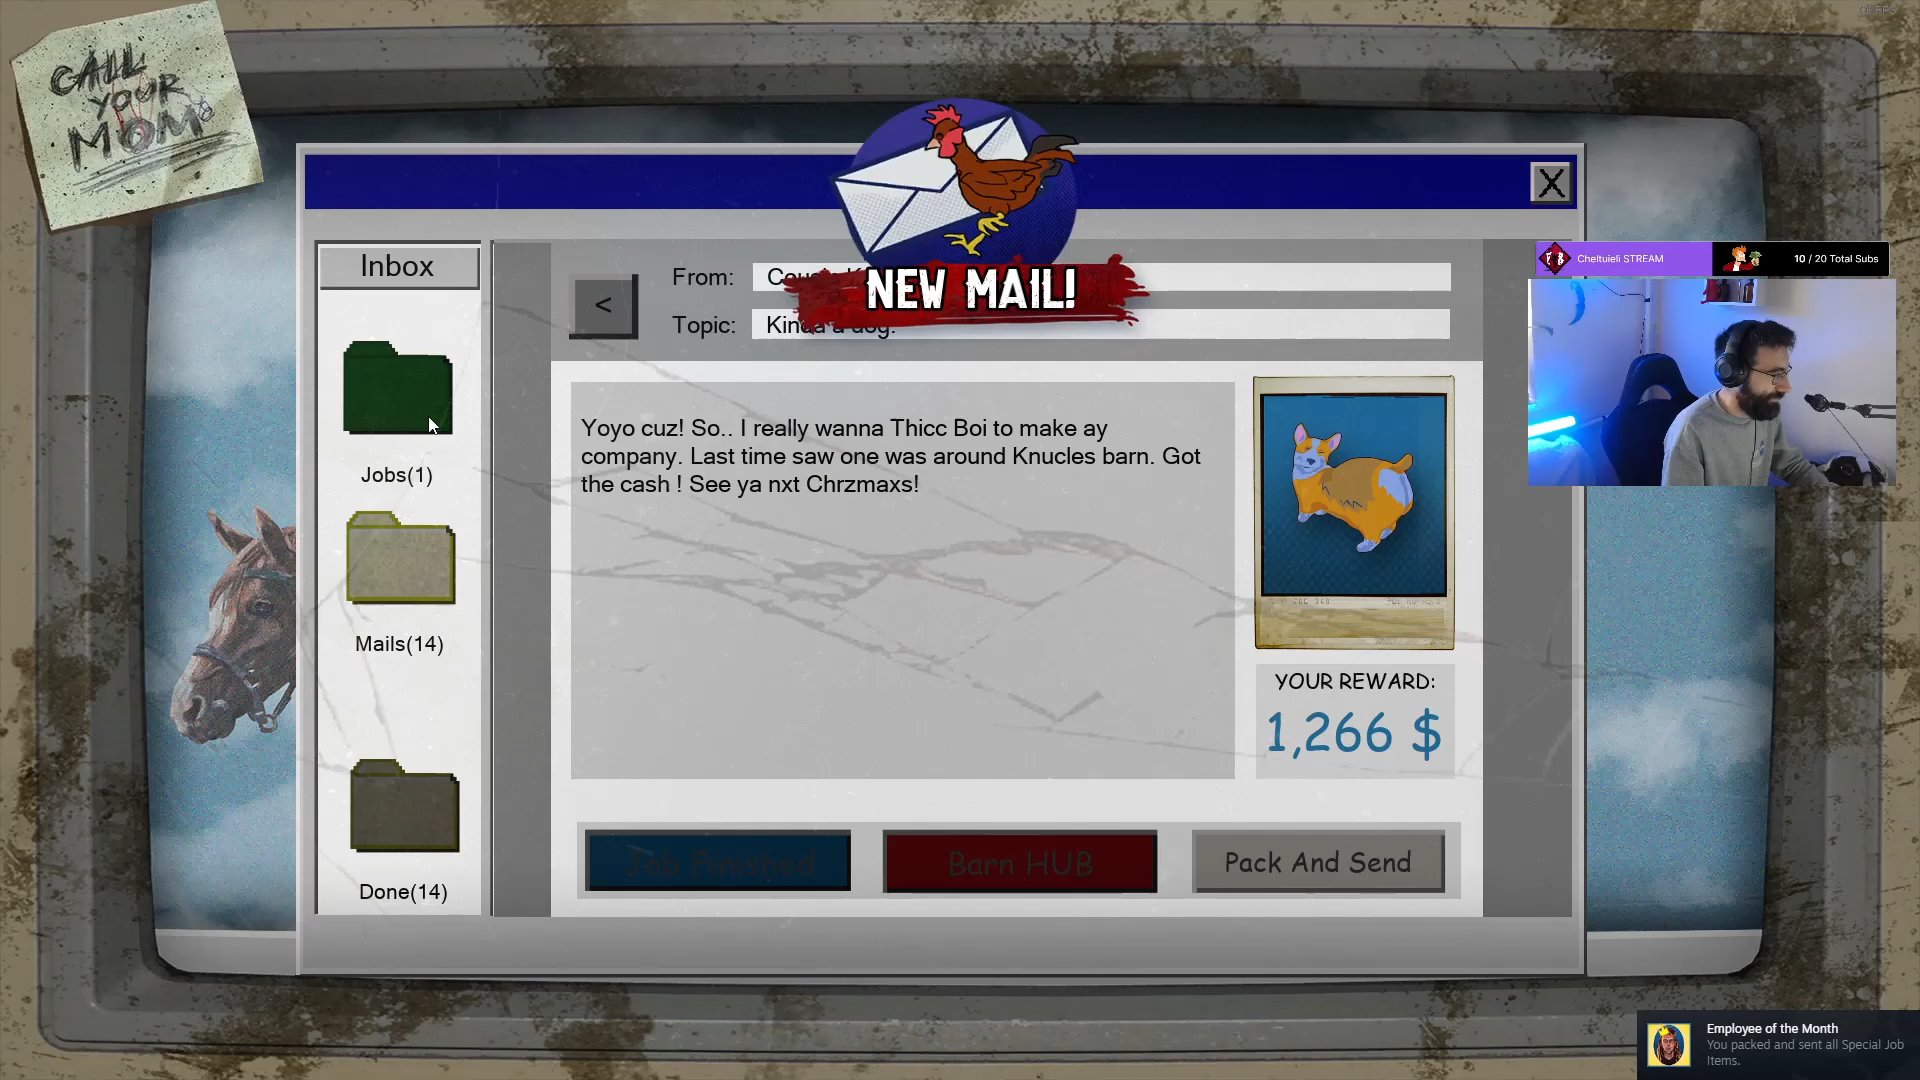 CALL
YOUR
MOM
NEW MAIL!
X
Inbox
<
From:
Topic: Kinda a dog.
Jobs(1)
Mails(14)
Done(14)
Yoyo cuz! So.. I really wanna Thicc Boi to make ay
company. Last time saw one was around Knucles barn. Got
the cash ! See ya nxt Chrzmaxs!
YOUR REWARD:
1,266 $
Job Finished
Barn HUB
Pack And Send
Cheltuieli STREAM
10 / 20 Total Subs
Employee of the Month
You packed and sent all Special Job
Items.